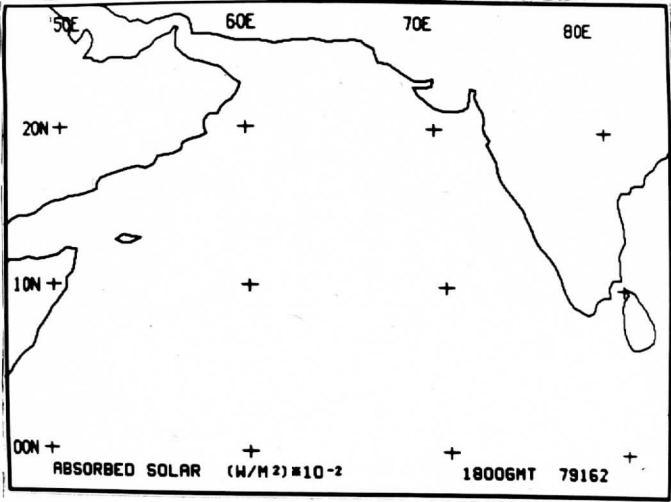 50E 60E 70E 80E
20N
10N
00N
ABSORBED SOLAR (W/M²)*10⁻² 1800GMT 79162